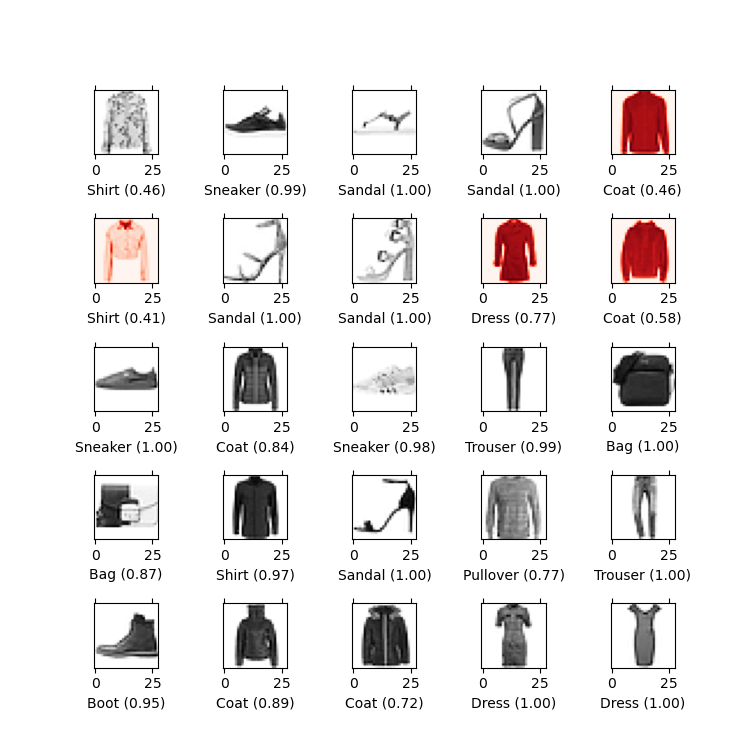 0 25 0 25 0 25 0 25 0 25
Shirt (0.46) Sneaker (0.99) Sandal (1.00) Sandal (1.00) Coat (0.46)
0 25 0 25 0 25 0 25 0 25
Shirt (0.41) Sandal (1.00) Sandal (1.00) Dress (0.77) Coat (0.58)
0 25 0 25 0 25 0 25 0 25
Sneaker (1.00) Coat (0.84) Sneaker (0.98) Trouser (0.99) Bag (1.00)
0 25 0 25 0 25 0 25 0 25
Bag (0.87) Shirt (0.97) Sandal (1.00) Pullover (0.77) Trouser (1.00)
0 25 0 25 0 25 0 25 0 25
Boot (0.95) Coat (0.89) Coat (0.72) Dress (1.00) Dress (1.00)